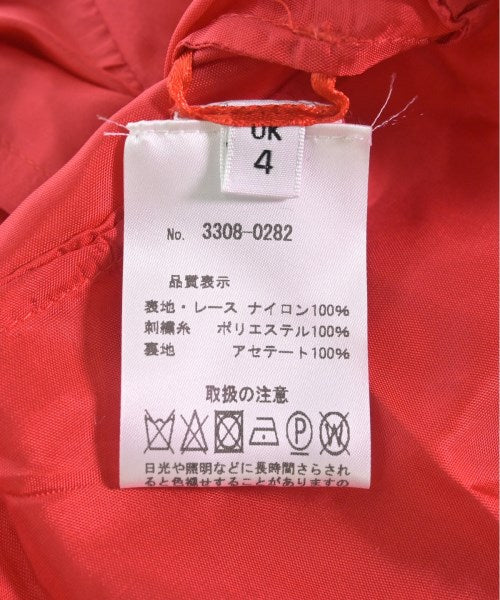 UK
4
No. 3308-0282
品質表示
表地・レース ナイロン100%
刺繍糸 ポリエステル100%
裏地 アセテート100%
取扱の注意
P W
日光や照明などに長時間さらされ
ると色褪せすることがありますの